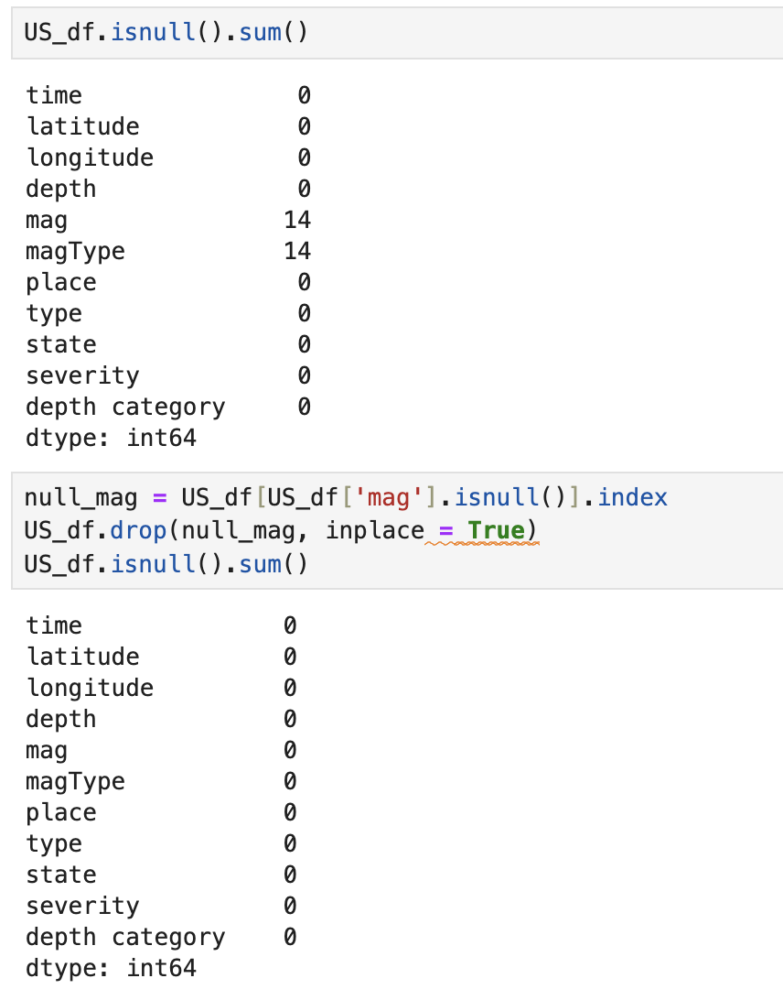 US_df.isnull().sum()
time 0
latitude 0
longitude 0
depth 0
mag 14
magType 14
place 0
type 0
state 0
severity 0
depth category 0
dtype: int64
null_mag = US_df[US_df['mag'].isnull()].index
US_df.drop(null_mag, inplace = True)
US_df.isnull().sum()
time 0
latitude 0
longitude 0
depth 0
mag 0
magType 0
place 0
type 0
state 0
severity 0
depth category 0
dtype: int64